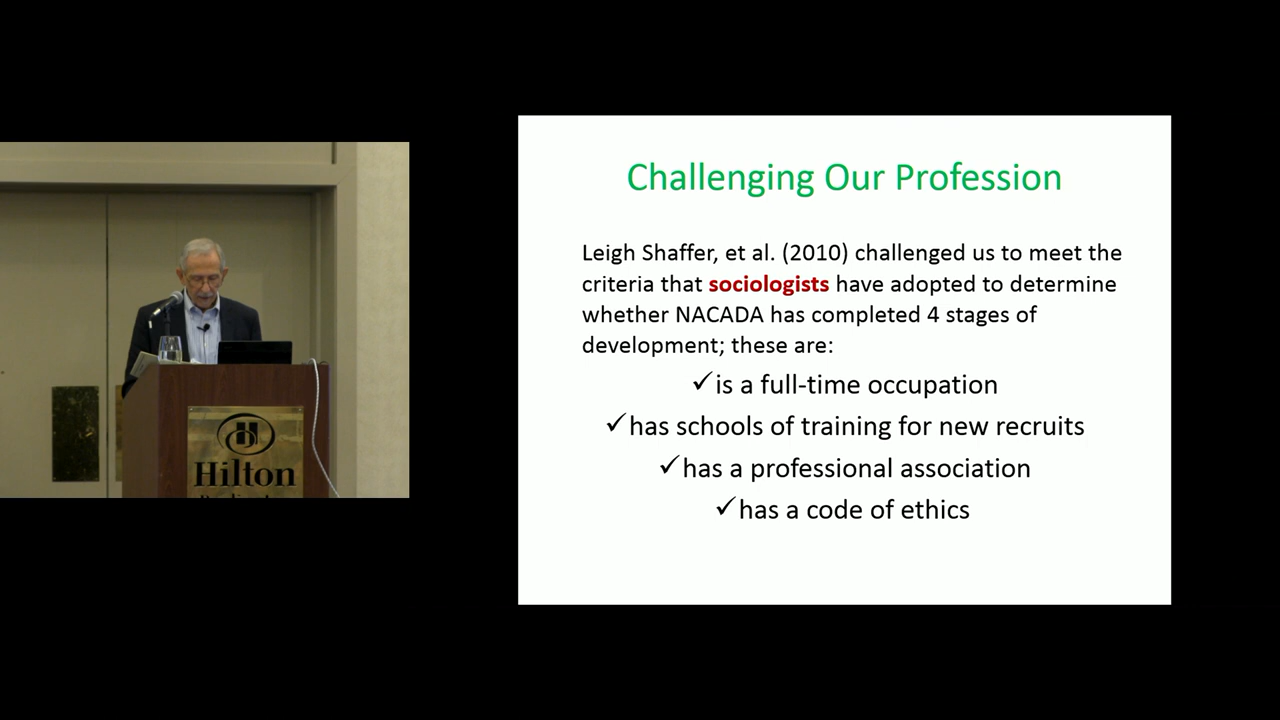 Challenging Our Profession
Leigh Shaffer, et al. (2010) challenged us to meet the
criteria that sociologists have adopted to determine
whether NACADA has completed 4 stages of
development; these are:
✓is a full-time occupation
✓has schools of training for new recruits
✓has a professional association
✓has a code of ethics
Hilton